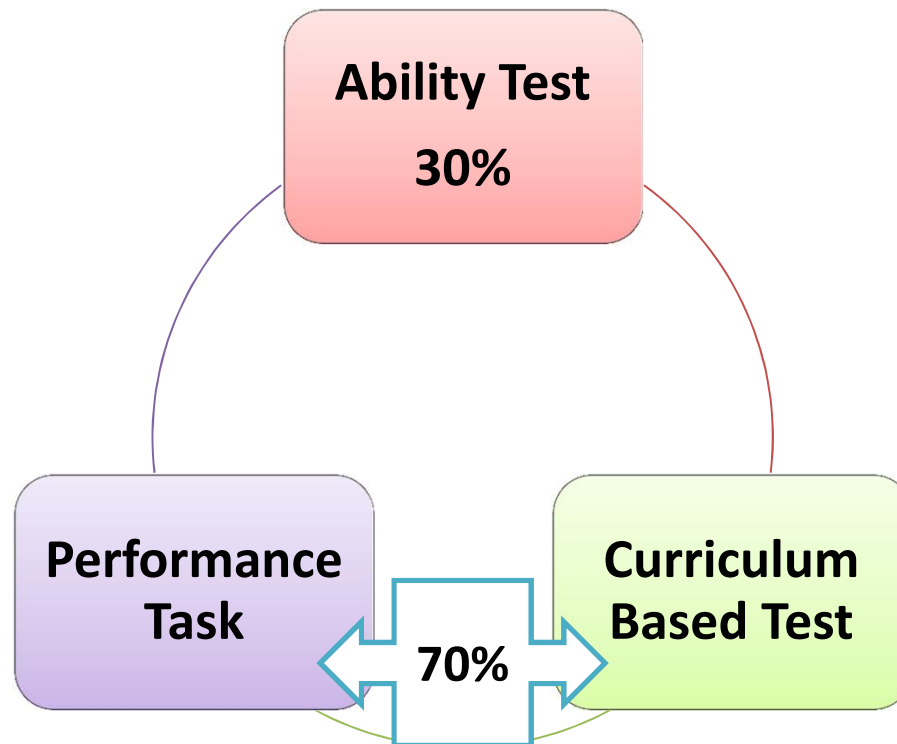 Ability Test
30%
Performance
Task
70%
Curriculum
Based Test